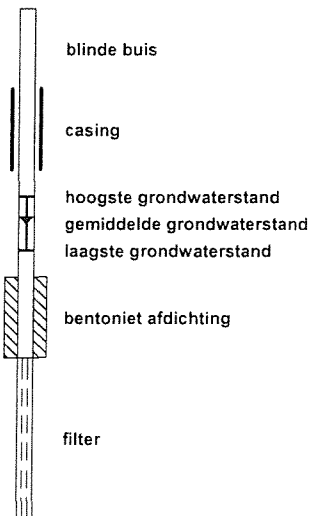 blinde buis
casing
hoogste grondwaterstand
gemiddelde grondwaterstand
laagste grondwaterstand
bentoniet afdichting
filter